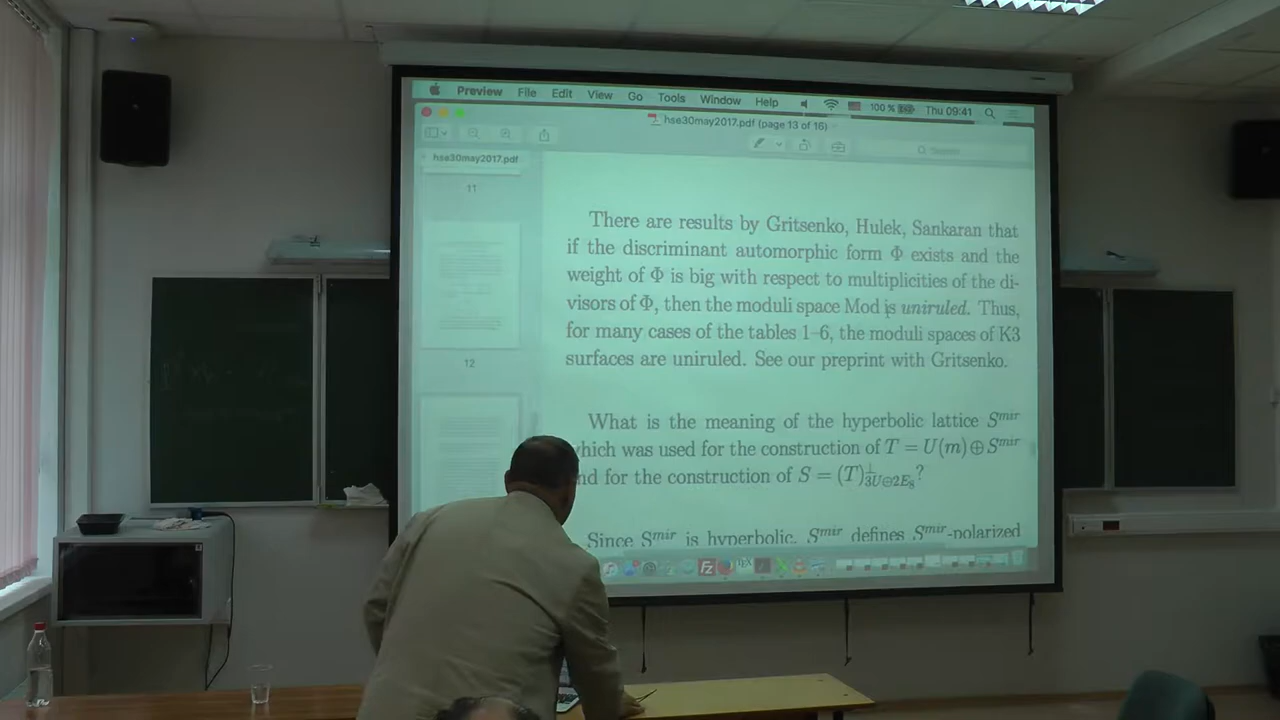 Preview File Edit View Go Tools Window Help 100 % Thu 09:41
hse30may2017.pdf (page 13 of 16)
Search
hse30may2017.pdf
11
12
There are results by Gritsenko, Hulek, Sankaran that
if the discriminant automorphic form Φ exists and the
weight of Φ is big with respect to multiplicities of the di-
visors of Φ, then the moduli space Mod is uniruled. Thus,
for many cases of the tables 1–6, the moduli spaces of K3
surfaces are uniruled. See our preprint with Gritsenko.
What is the meaning of the hyperbolic lattice S^{mir}
which was used for the construction of T = U(m) ⊕ S^{mir}
nd for the construction of S = (T)^⊥_{3U⊕2E_8}?
Since S^{mir} is hyperbolic, S^{mir} defines S^{mir}-polarized
Fz
TEX